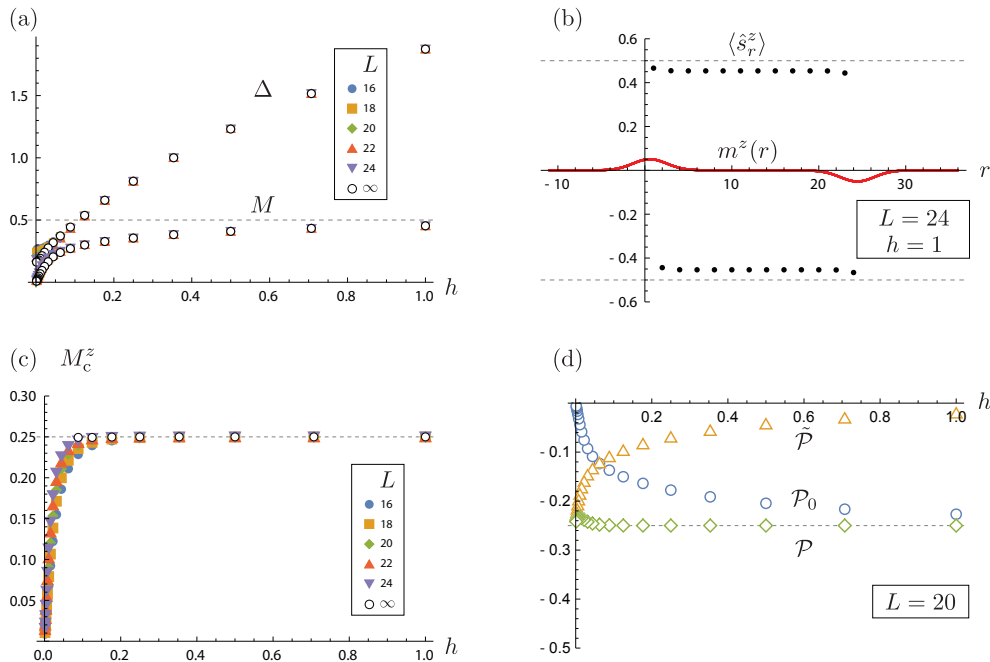 (a)
1.5
1.0
0.5
0.2
0.4
0.6
0.8
1.0
h
Δ
M
L
16
18
20
22
24
∞
(b)
0.6
0.4
0.2
- 0.2
- 0.4
- 0.6
- 10
10
20
30
r
⟨ŝ_r^z⟩
m^z(r)
L = 24
h = 1
(c)
M_c^z
0.30
0.25
0.20
0.15
0.10
0.05
0.0
0.2
0.4
0.6
0.8
1.0
h
L
16
18
20
22
24
∞
(d)
0.2
0.4
0.6
0.8
1.0
h
- 0.1
- 0.2
- 0.3
- 0.4
- 0.5
𝒫̃
𝒫_0
𝒫
L = 20